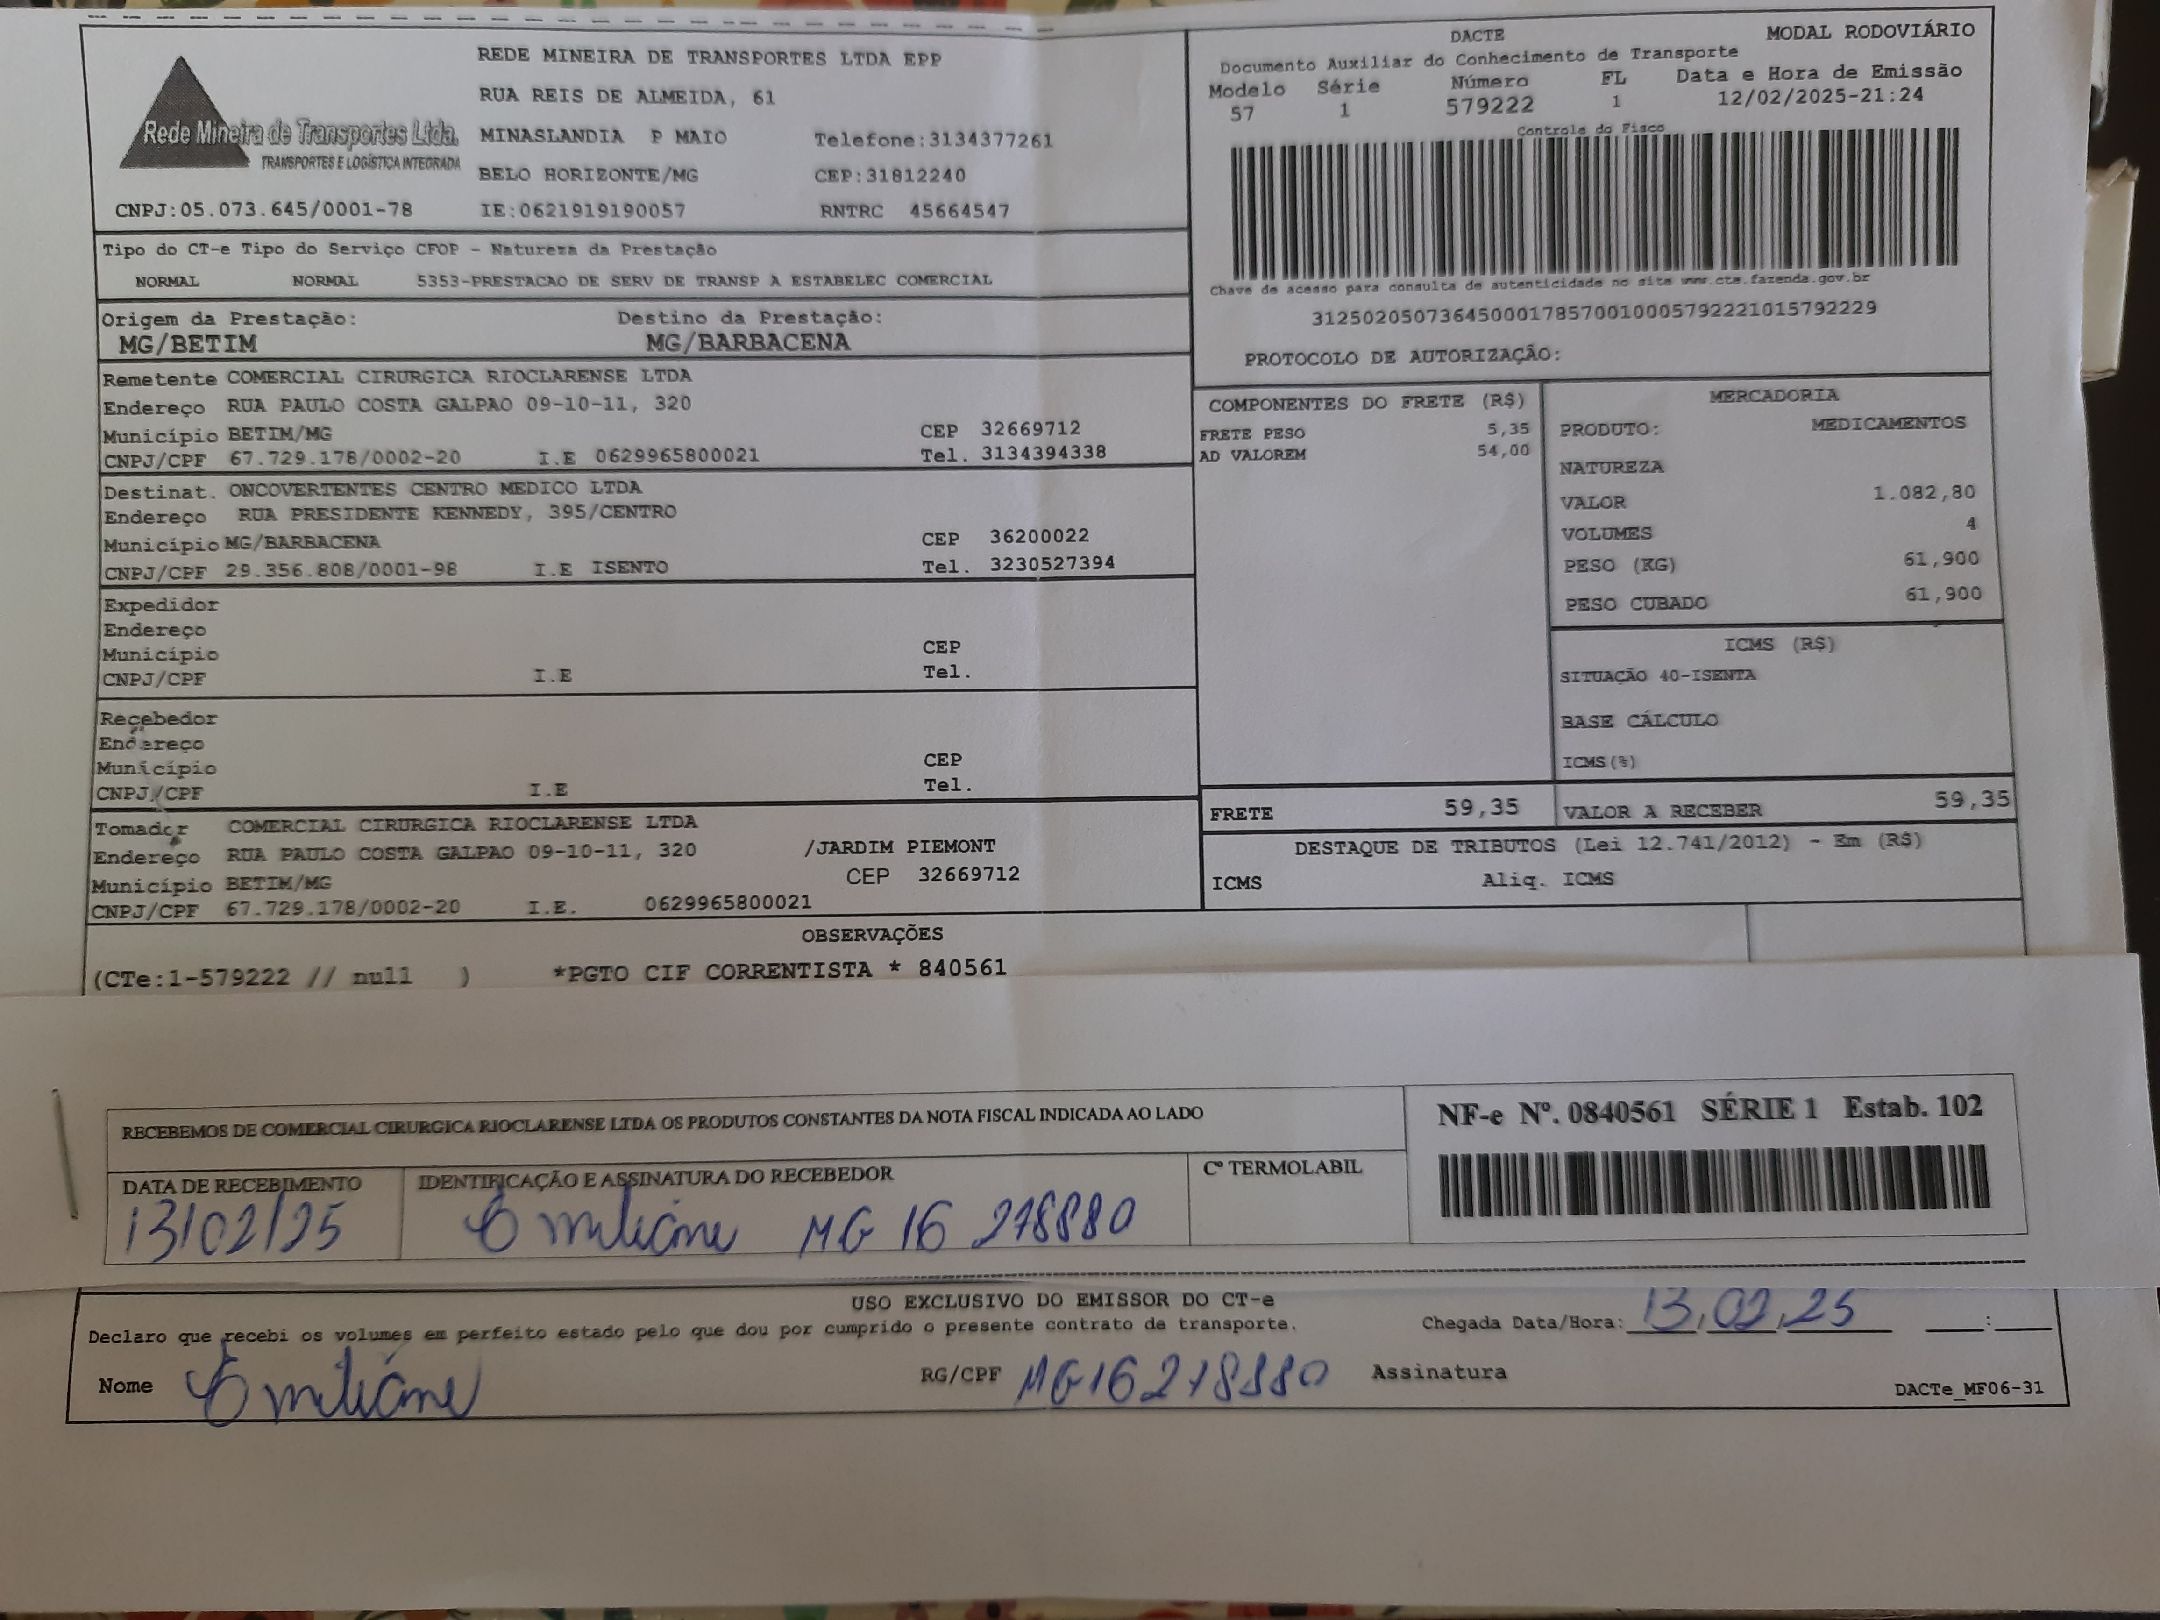 REDE MINEIRA DE TRANSPORTES LTDA EPP
RUA REIS DE ALMEIDA, 61
Rede Mineira de Transportes Ltda.
TRANSPORTES E LOGÍSTICA INTEGRADA
MINASLANDIA P MAIO Telefone:3134377261
BELO HORIZONTE/MG CEP:31812240
CNPJ:05.073.645/0001-78 IE:0621919190057 RNTRC 45664547
DACTE MODAL RODOVIÁRIO
Documento Auxiliar do Conhecimento de Transporte
Modelo Série Número FL Data e Hora de Emissão
57 1 579222 1 12/02/2025-21:24
Controle do Fisco
Chave de acesso para consulta de autenticidade no site www.cte.fazenda.gov.br
31250205073645000178570010005792221015792229
PROTOCOLO DE AUTORIZAÇÃO:
Tipo do CT-e Tipo do Serviço CFOP - Natureza da Prestação
NORMAL NORMAL 5353-PRESTACAO DE SERV DE TRANSP A ESTABELEC COMERCIAL
Origem da Prestação: Destino da Prestação:
MG/BETIM MG/BARBACENA
Remetente COMERCIAL CIRURGICA RIOCLARENSE LTDA
Endereço RUA PAULO COSTA GALPAO 09-10-11, 320
Município BETIM/MG CEP 32669712
CNPJ/CPF 67.729.178/0002-20 I.E 0629965800021 Tel. 3134394338
Destinat. ONCOVERTENTES CENTRO MEDICO LTDA
Endereço RUA PRESIDENTE KENNEDY, 395/CENTRO
Município MG/BARBACENA CEP 36200022
CNPJ/CPF 29.356.808/0001-98 I.E ISENTO Tel. 3230527394
Expedidor
Endereço
Município CEP
CNPJ/CPF I.E Tel.
Recebedor
Endereço
Município CEP
CNPJ/CPF I.E Tel.
Tomador COMERCIAL CIRURGICA RIOCLARENSE LTDA
Endereço RUA PAULO COSTA GALPAO 09-10-11, 320 /JARDIM PIEMONT
Município BETIM/MG CEP 32669712
CNPJ/CPF 67.729.178/0002-20 I.E. 0629965800021
COMPONENTES DO FRETE (R$)
FRETE PESO 5,35
AD VALOREM 54,00
MERCADORIA
PRODUTO: MEDICAMENTOS
NATUREZA
VALOR 1.082,80
VOLUMES 4
PESO (KG) 61,900
PESO CUBADO 61,900
ICMS (R$)
SITUAÇÃO 40-ISENTA
BASE CÁLCULO
ICMS(%)
FRETE 59,35 VALOR A RECEBER 59,35
DESTAQUE DE TRIBUTOS (Lei 12.741/2012) - Em (R$)
ICMS Aliq. ICMS
OBSERVAÇÕES
(CTe:1-579222 // null ) *PGTO CIF CORRENTISTA * 840561
RECEBEMOS DE COMERCIAL CIRURGICA RIOCLARENSE LTDA OS PRODUTOS CONSTANTES DA NOTA FISCAL INDICADA AO LADO
NF-e Nº. 0840561 SÉRIE 1 Estab. 102
DATA DE RECEBIMENTO IDENTIFICAÇÃO E ASSINATURA DO RECEBEDOR Cº TERMOLABIL
13/02/25 Emiliane MG 16 278880
USO EXCLUSIVO DO EMISSOR DO CT-e
Declaro que recebi os volumes em perfeito estado pelo que dou por cumprido o presente contrato de transporte. Chegada Data/Hora: 13,02,25 :
Nome Emiliane RG/CPF MG16278880 Assinatura
DACTe_MF06-31